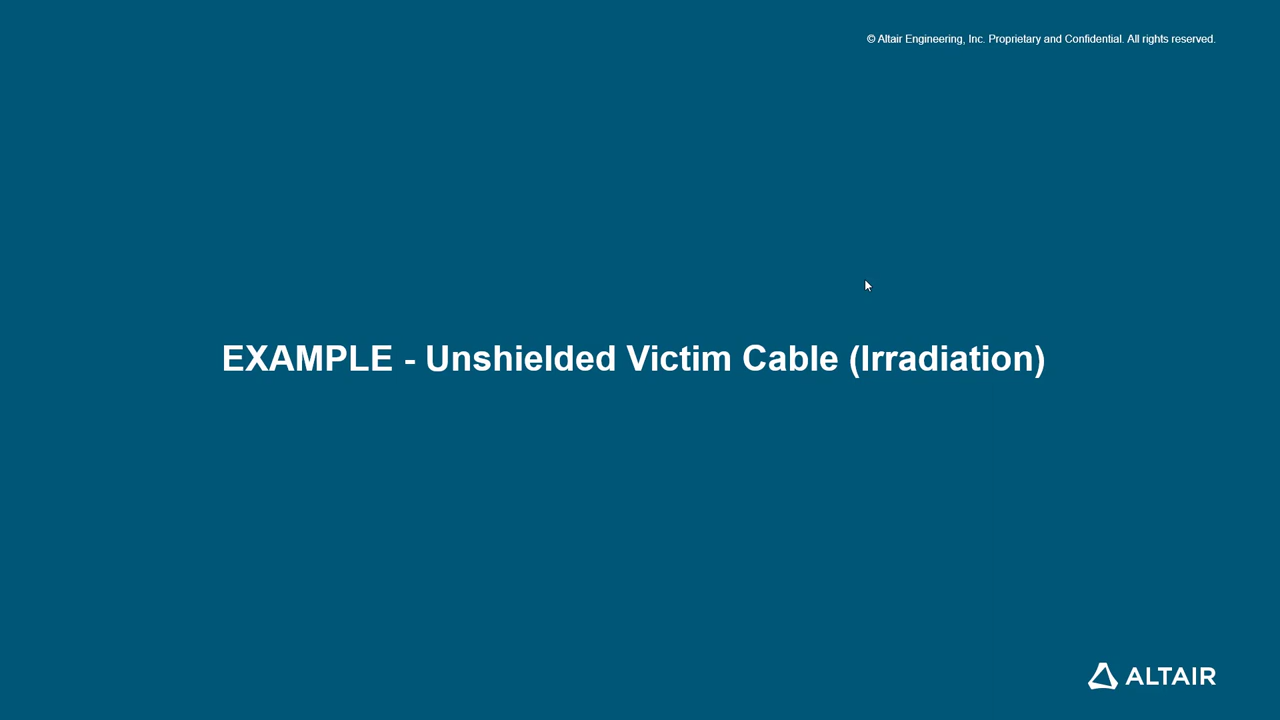 © Altair Engineering, Inc. Proprietary and Confidential. All rights reserved.
EXAMPLE - Unshielded Victim Cable (Irradiation)
ALTAIR